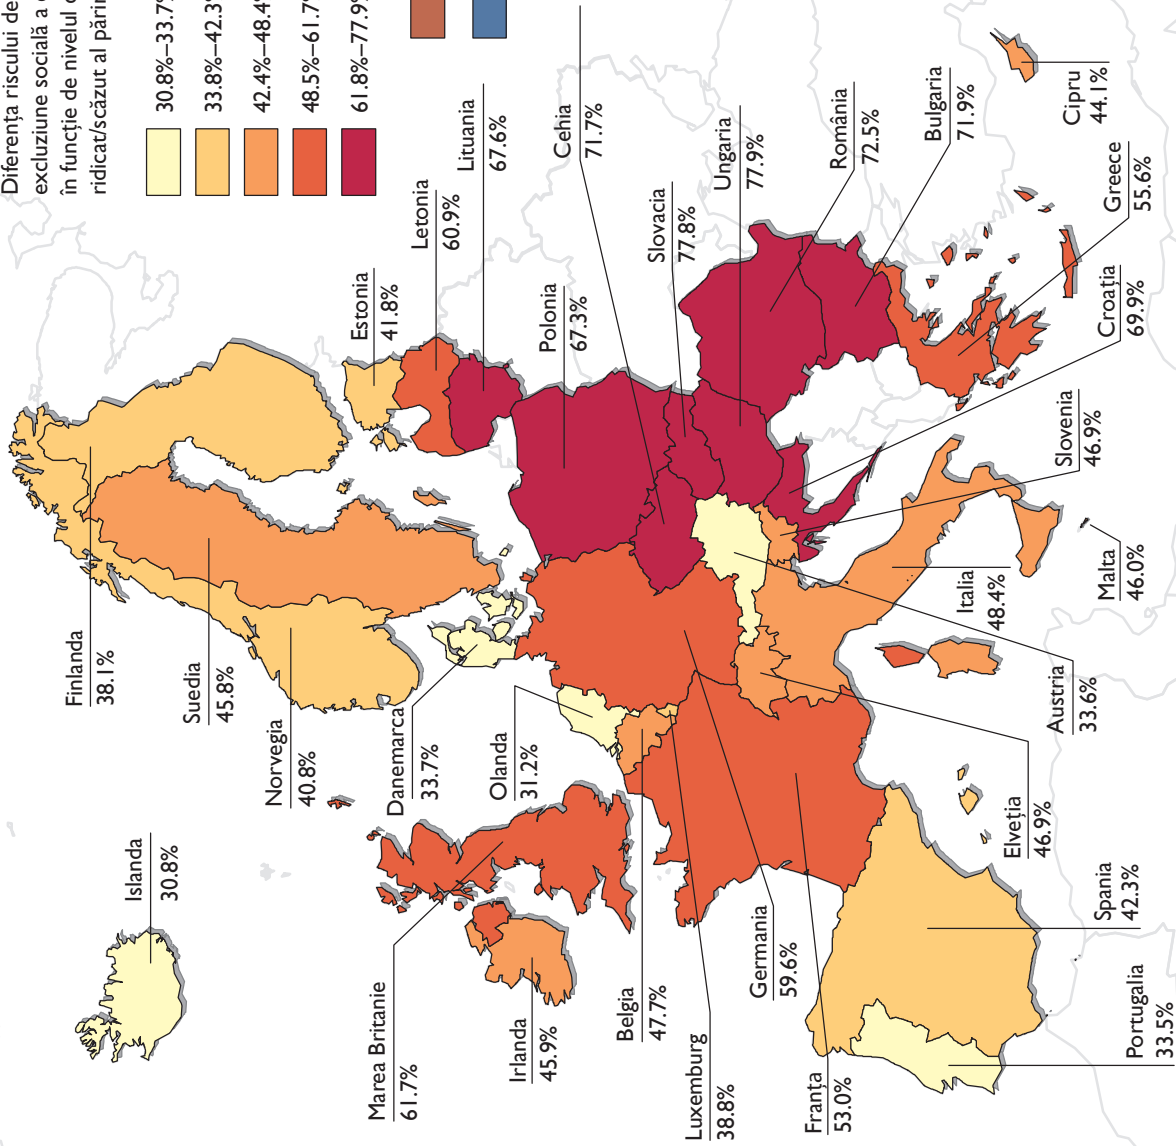 Diferența riscului de
excluziune socială a
în funcție de nivelul
ridicat/scăzut al
30.8%–33.7%
33.8%–42.3%
42.4%–48.4%
48.5%–61.7%
61.8%–77.9%
Islanda
30.8%
Finlanda
38.1%
Suedia
45.8%
Norvegia
40.8%
Danemarca
33.7%
Olanda
31.2%
Estonia
41.8%
Letonia
60.9%
Lituania
67.6%
Polonia
67.3%
Cehia
71.7%
Slovacia
77.8%
Ungaria
77.9%
România
72.5%
Bulgaria
71.9%
Cipru
44.1%
Greece
55.6%
Croația
69.9%
Slovenia
46.9%
Malta
46.0%
Italia
48.4%
Austria
33.6%
Elveția
46.9%
Marea Britanie
61.7%
Irlanda
45.9%
Belgia
47.7%
Luxemburg
38.8%
Germania
59.6%
Franța
53.0%
Spania
42.3%
Portugalia
33.5%